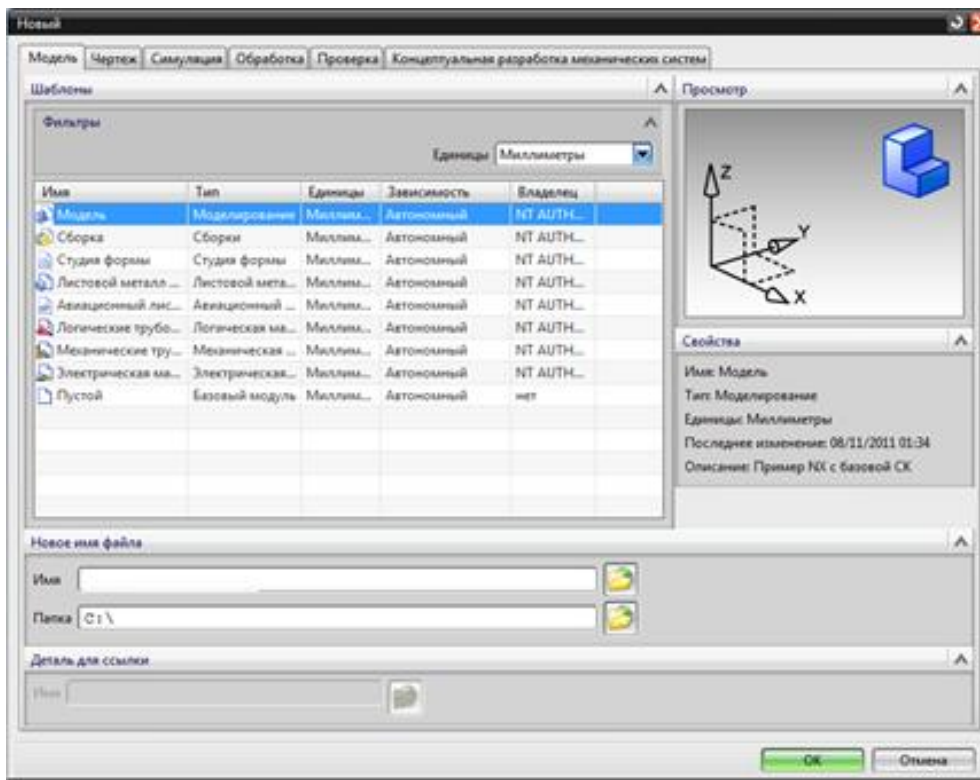 Новый
Модель Чертеж Симуляция Обработка Проверка Концептуальная разработка механических систем
Шаблоны
Фильтры
Единицы Миллиметры
Имя Тип Единицы Зависимость Владелец
Модель Моделирование Миллим... Автономный NT AUTH...
Сборка Сборки Миллим... Автономный NT AUTH...
Студия формы Студия формы Миллим... Автономный NT AUTH...
Листовой металл ... Листовой мета... Миллим... Автономный NT AUTH...
Авиационный лис... Авиационный ... Миллим... Автономный NT AUTH...
Логические трубо... Логическая ма... Миллим... Автономный NT AUTH...
Механические тру... Механическая ... Миллим... Автономный NT AUTH...
Электрическая ма... Электрическая... Миллим... Автономный NT AUTH...
Пустой Базовый модуль Миллим... Автономный нет
Просмотр
Z
Y
X
Свойства
Имя: Модель
Тип: Моделирование
Единицы: Миллиметры
Последнее изменение: 08/11/2011 01:34
Описание: Пример NX с базовой СК
Новое имя файла
Имя
Папка C:\
Деталь для ссылки
Имя
OK Отмена